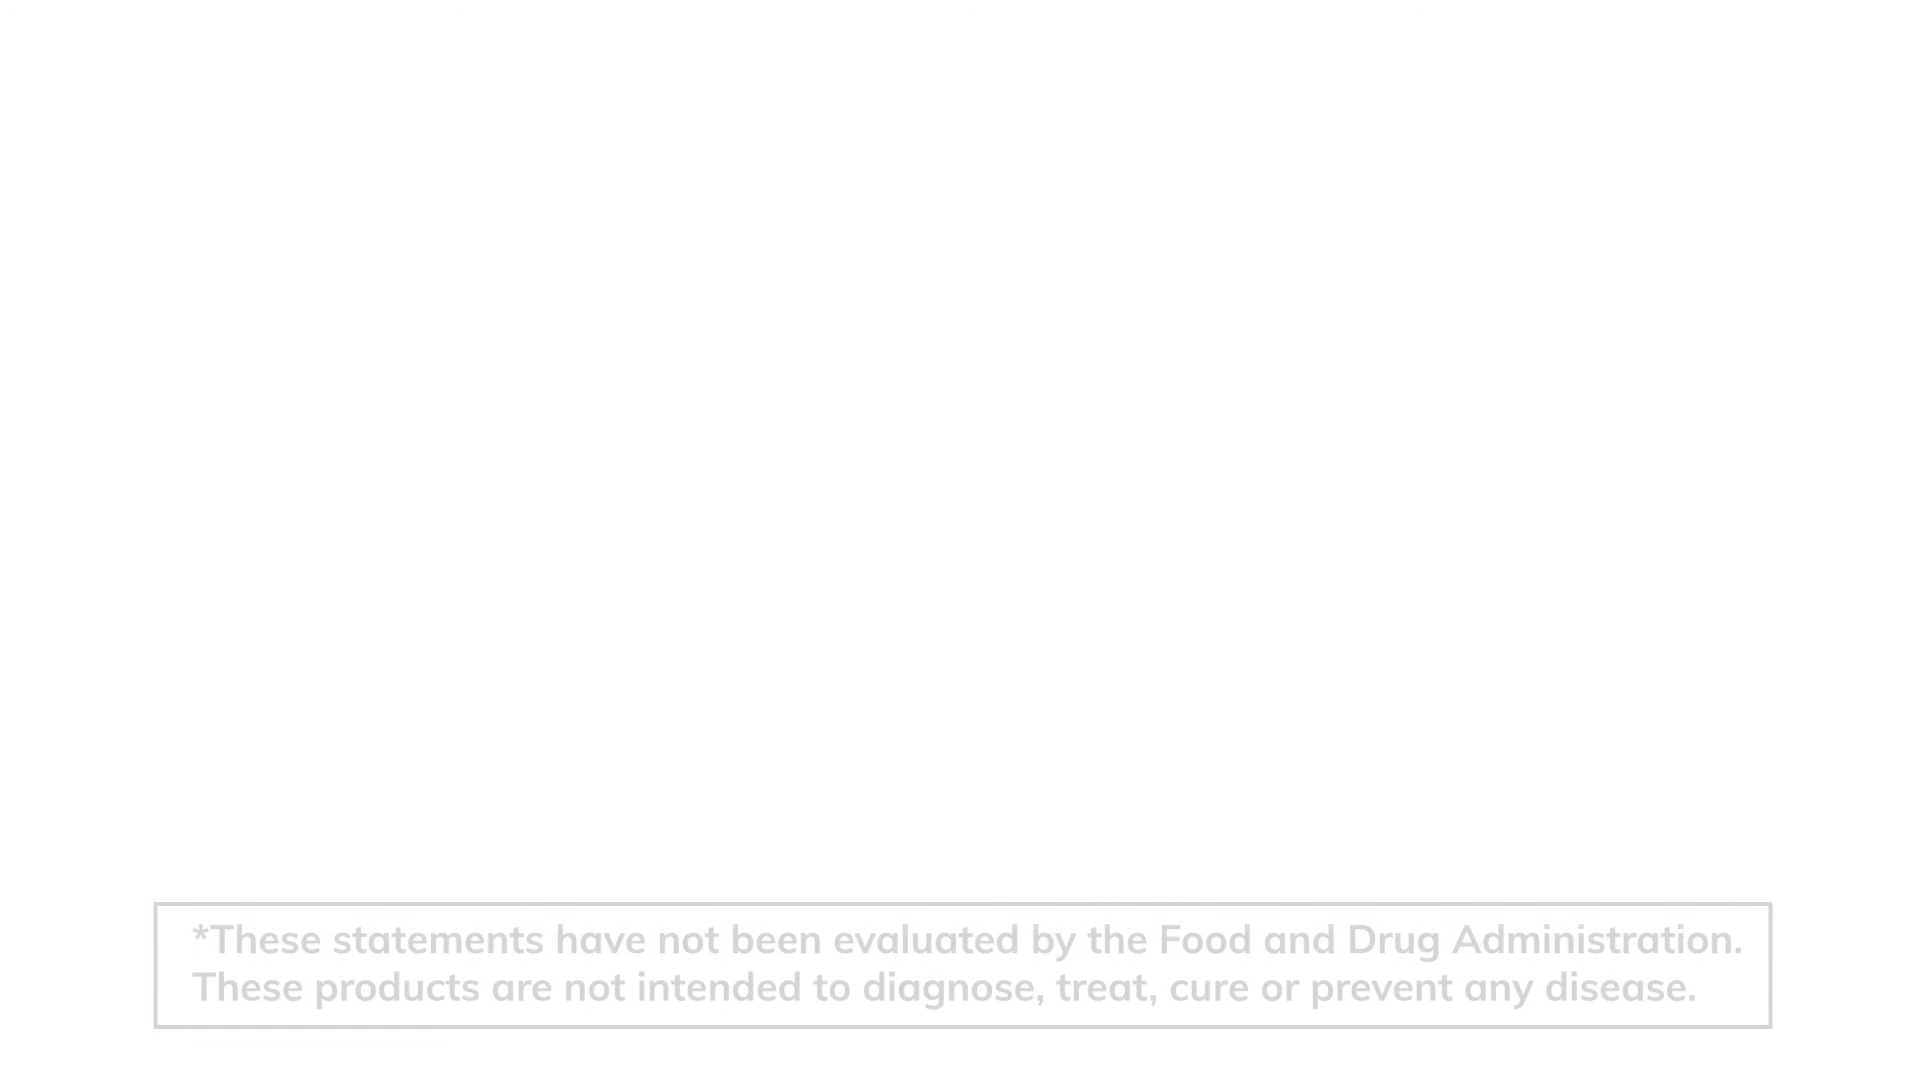 *These statements have not been evaluated by the Food and Drug Administration.
These products are not intended to diagnose, treat, cure or prevent any disease.